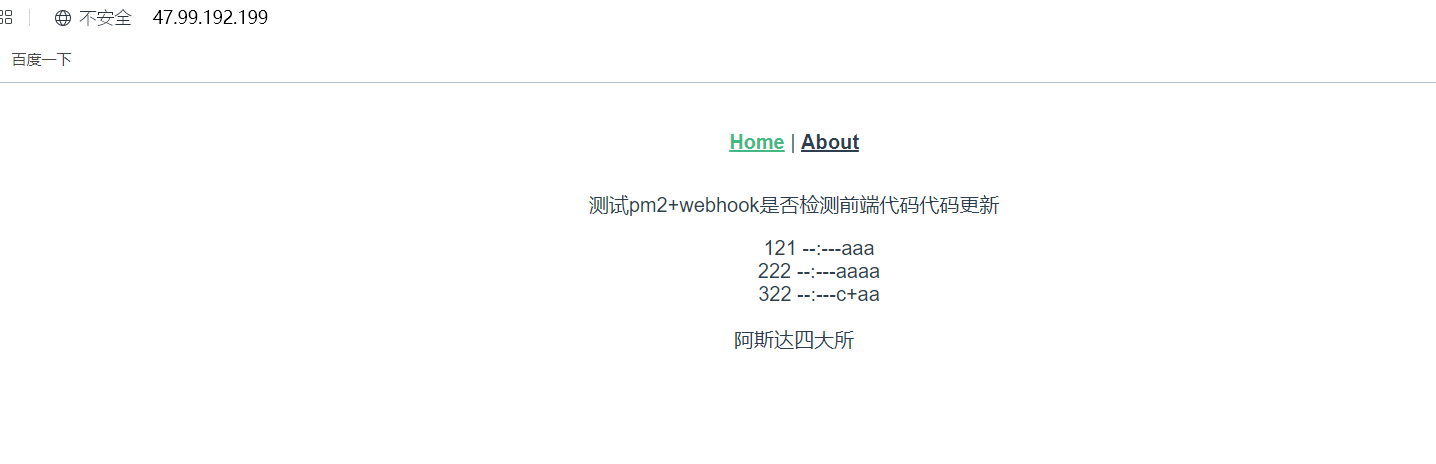 不安全 47.99.192.199
百度一下
Home | About
测试pm2+webhook是否检测前端代码代码更新
121 --:---aaa
222 --:---aaaa
322 --:---c+aa
阿斯达四大所